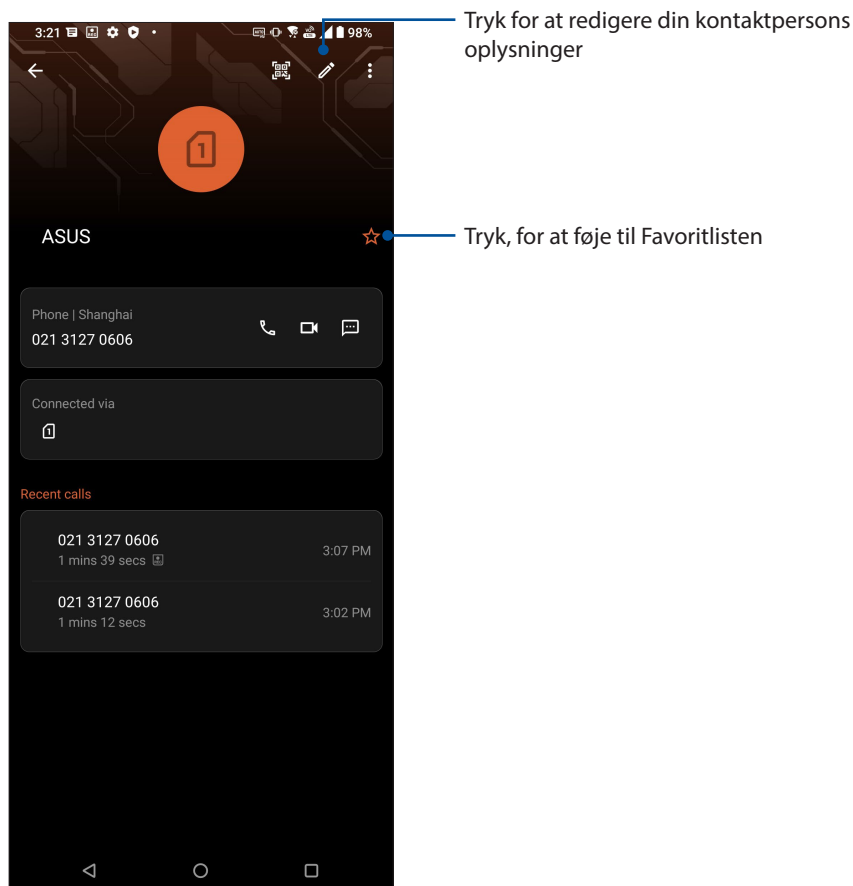 Tryk for at redigere din kontaktpersons
oplysninger
3:21
98%
ASUS
Tryk, for at føje til Favoritlisten
Phone | Shanghai
021 3127 0606
Connected via
1
Recent calls
021 3127 0606
1 mins 39 secs
3:07 PM
021 3127 0606
1 mins 12 secs
3:02 PM